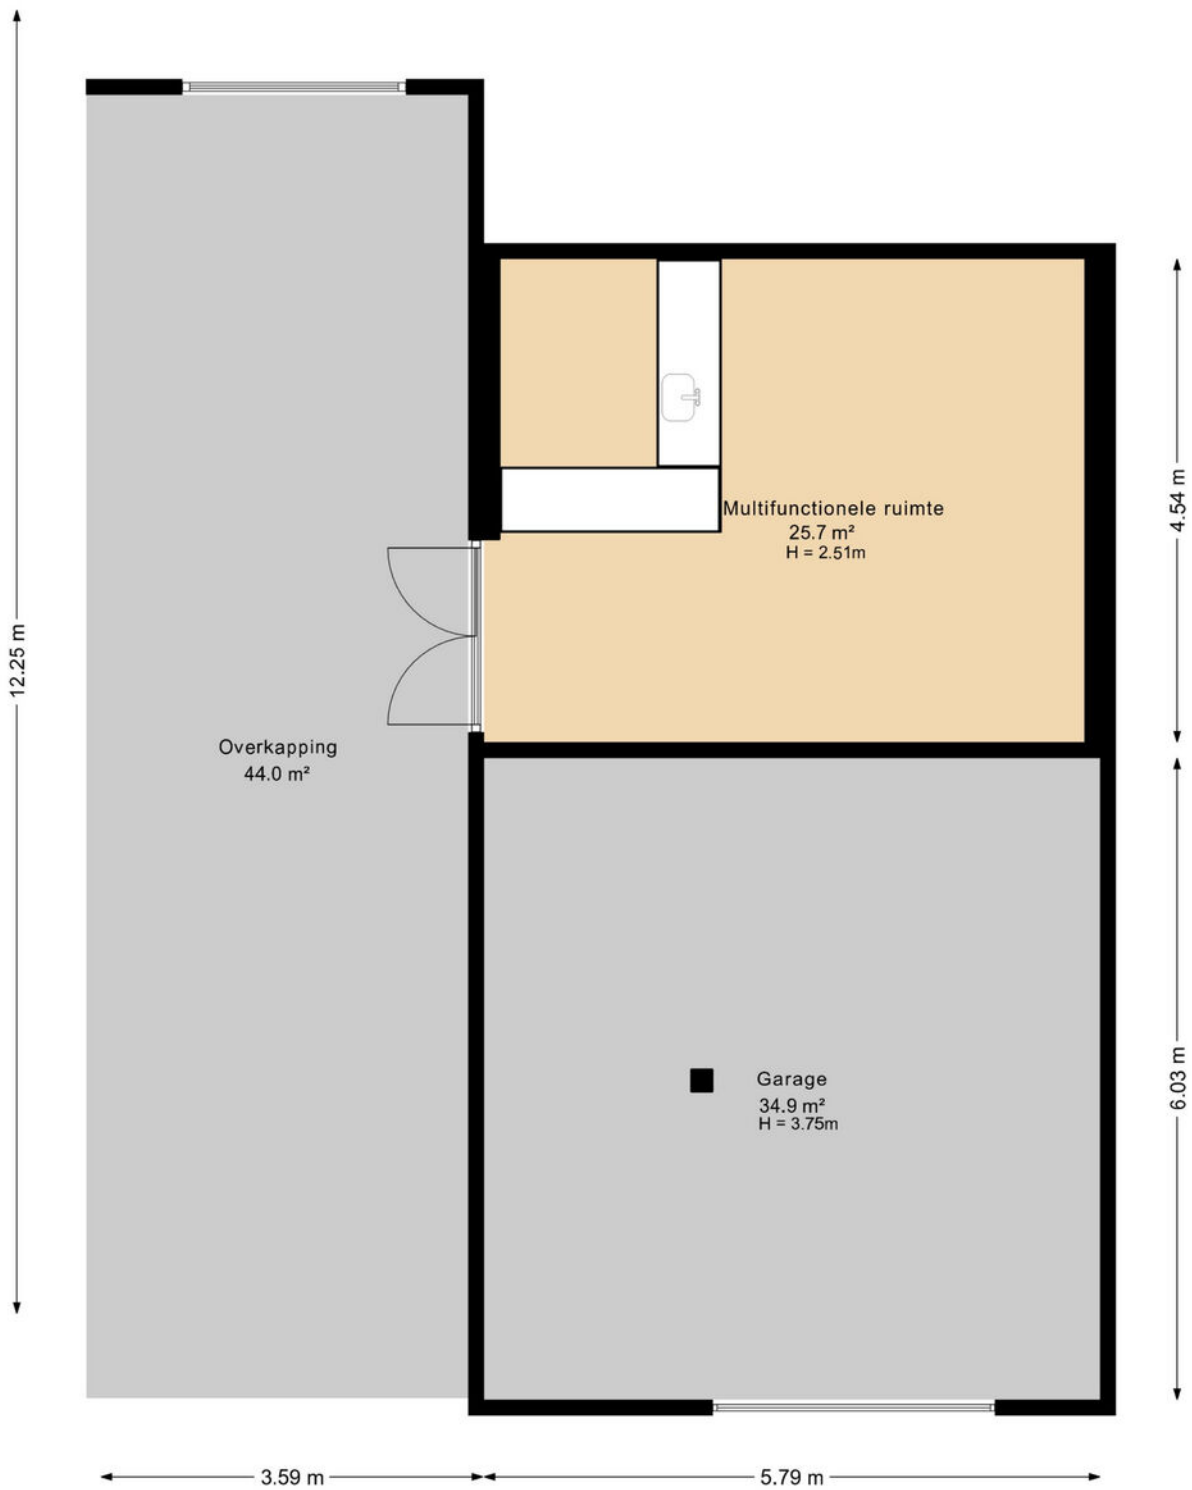 Multifunctionele ruimte
25.7 m²
H = 2.51m
4.54 m
12.25 m
Overkapping
44.0 m²
Garage
34.9 m²
H = 3.75m
6.03 m
3.59 m
5.79 m